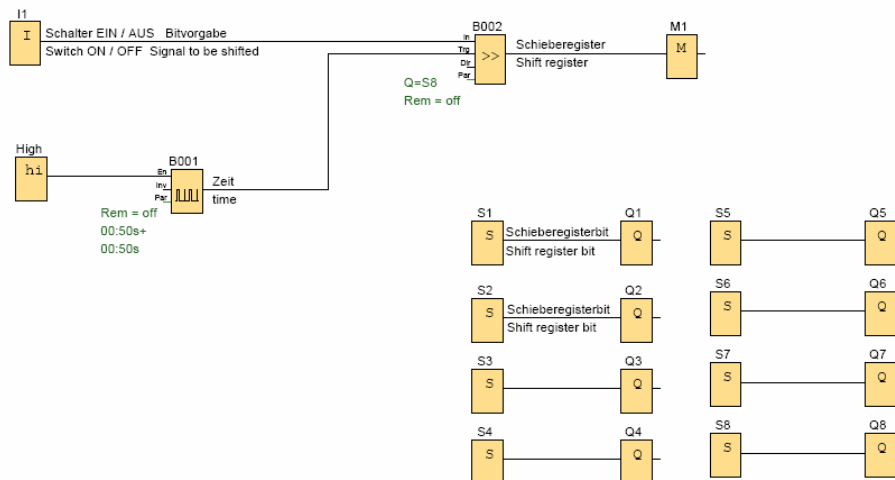 I1
I
Schalter EIN / AUS Bitvorgabe
Switch ON / OFF Signal to be shifted
B002
In
Trg
Dir
Par
>>
Q=S8
Rem = off
Schieberegister
Shift register
M1
M
High
hi
B001
En
Inv
Par
Zeit
time
Rem = off
00:50s+
00:50s
S1
S
Schieberegisterbit
Shift register bit
Q1
Q
S5
S
Q5
Q
S2
S
Schieberegisterbit
Shift register bit
Q2
Q
S6
S
Q6
Q
S3
S
Q3
Q
S7
S
Q7
Q
S4
S
Q4
Q
S8
S
Q8
Q